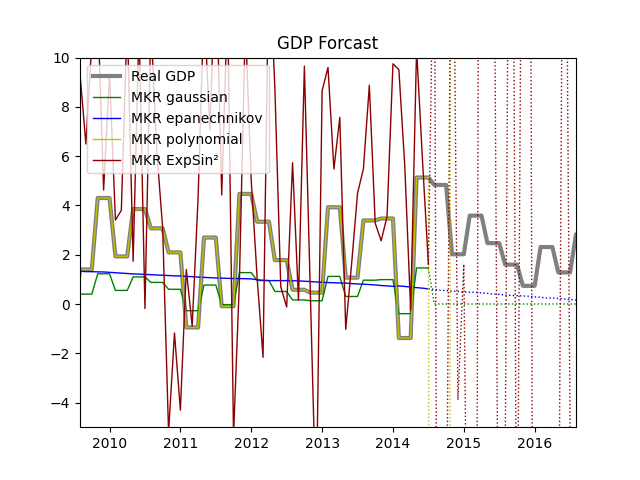 GDP Forcast
Real GDP
MKR gaussian
MKR epanechnikov
MKR polynomial
MKR ExpSin²
10
8
6
4
2
0
−2
−4
2010 2011 2012 2013 2014 2015 2016